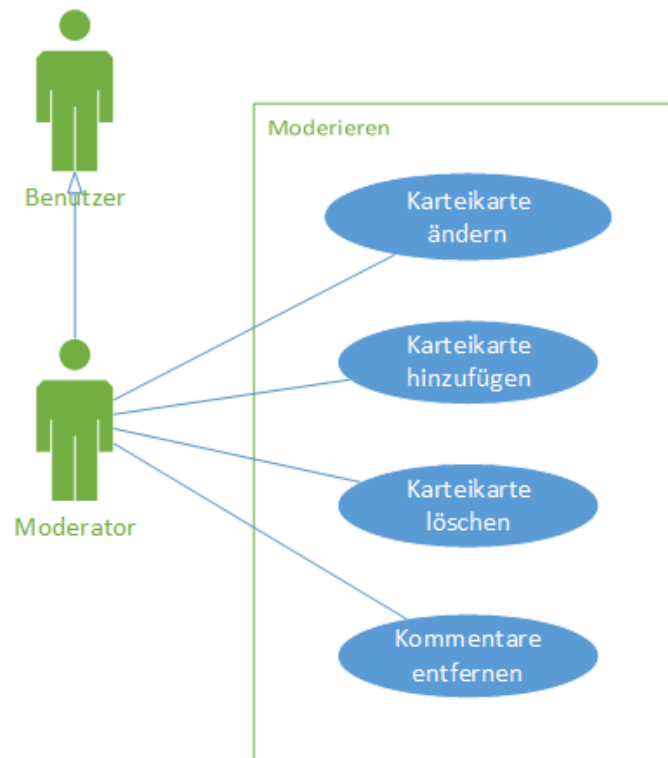 Benutzer
Moderieren
Karteikarte
ändern
Karteikarte
hinzufügen
Moderator
Karteikarte
löschen
Kommentare
entfernen